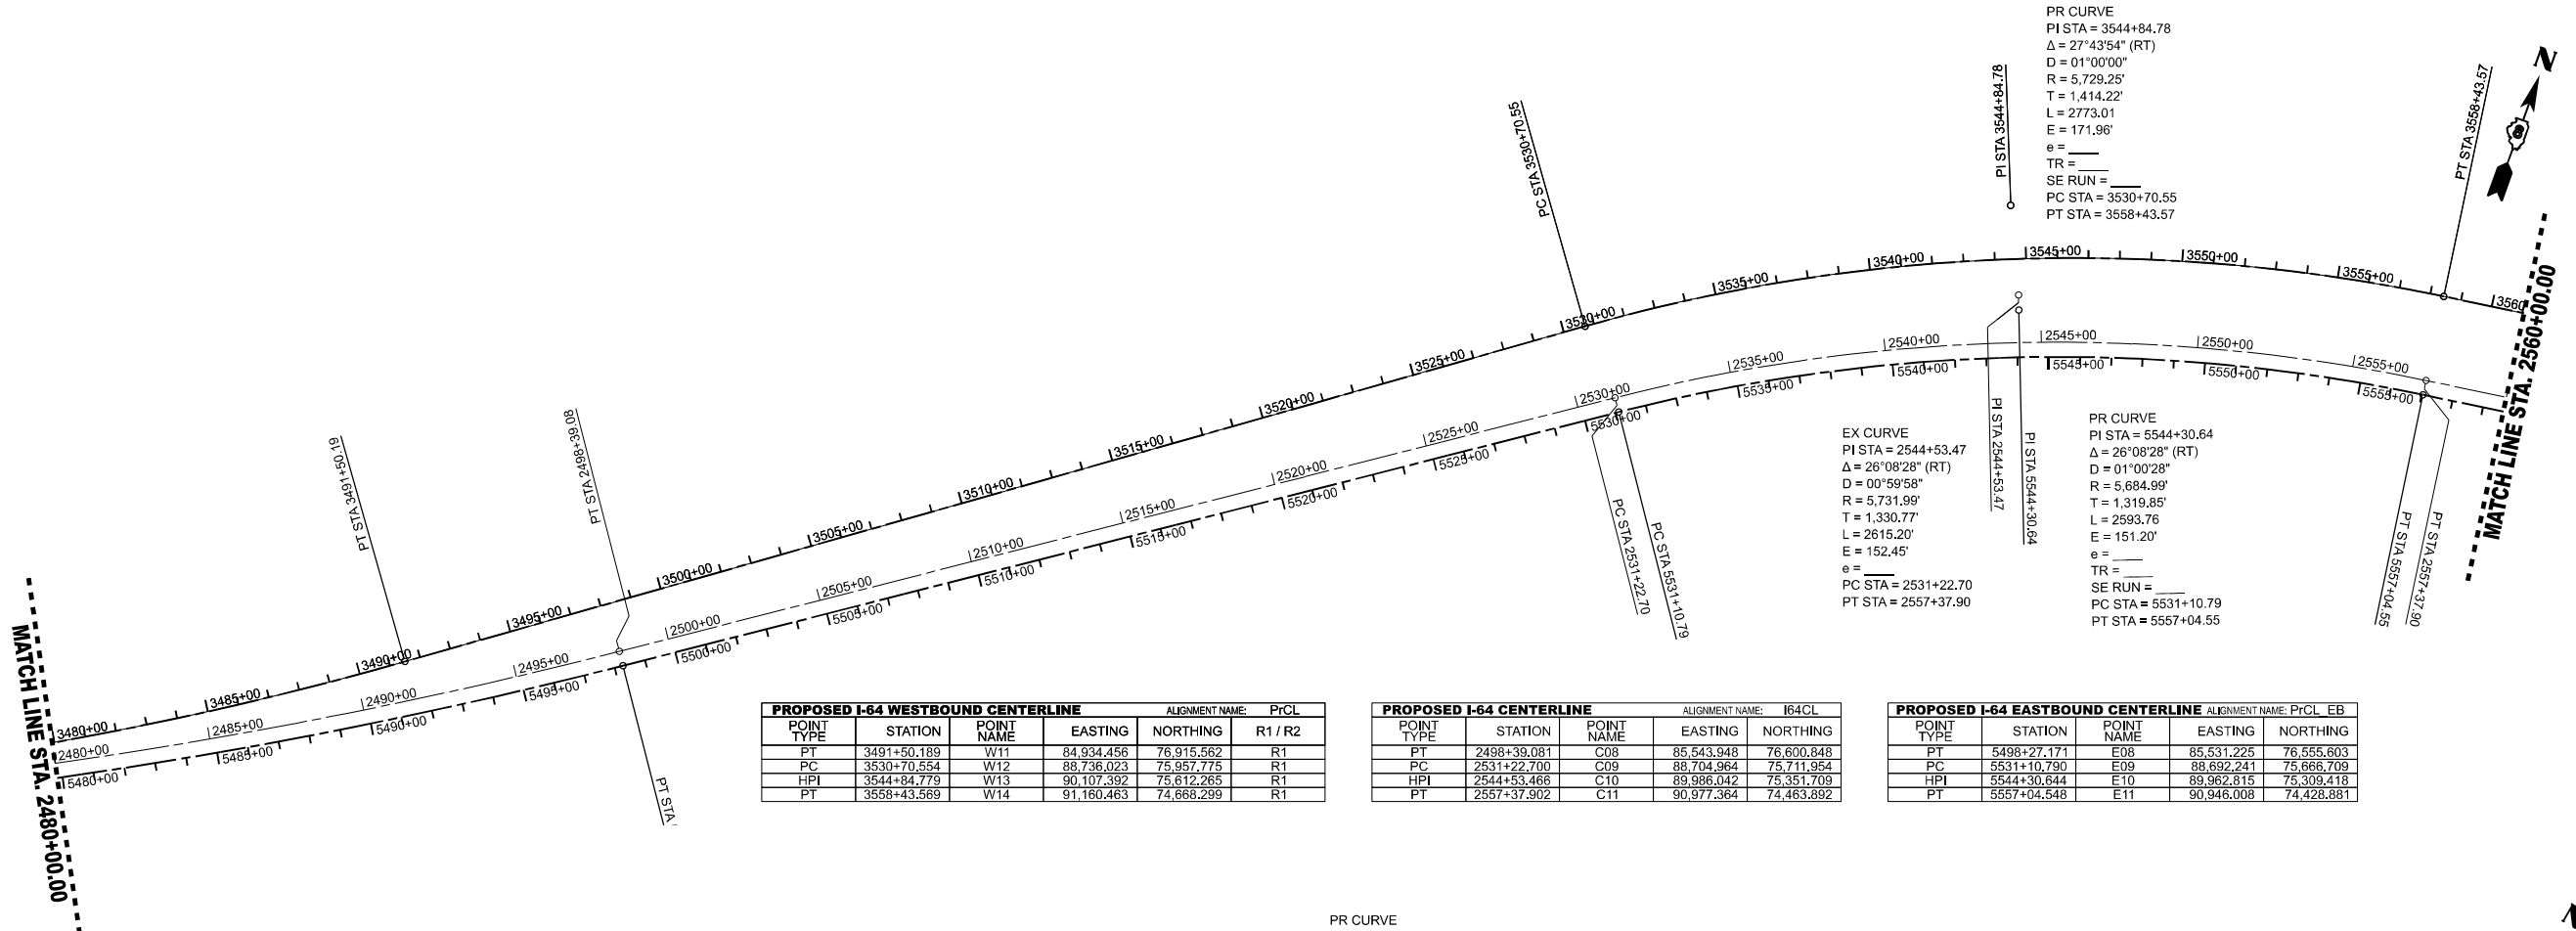 PR CURVE
PI STA = 3544+84.78
Δ = 27°43'54" (RT)
D = 01°00'00"
R = 5,729.25'
T = 1,414.22'
L = 2773.01
E = 171.96'
e = ____
TR = ____
SE RUN = ____
PC STA = 3530+70.55
PT STA = 3558+43.57
N
PT STA 3491+50.19
PT STA 2498+39.08
PC STA 3530+70.55
PI STA 3544+84.78
PT STA 3558+43.57
MATCH LINE STA. 2480+00.00
MATCH LINE STA. 2560+00.00
3480+00
3485+00
3490+00
3495+00
3500+00
3505+00
3510+00
3515+00
3520+00
3525+00
3530+00
3535+00
3540+00
3545+00
3550+00
3555+00
3560
2480+00
2485+00
2490+00
2495+00
2500+00
2505+00
2510+00
2515+00
2520+00
2525+00
2530+00
2535+00
2540+00
2545+00
2550+00
2555+00
5480+00
5485+00
5490+00
5495+00
5500+00
5505+00
5510+00
5515+00
5520+00
5525+00
5530+00
5535+00
5540+00
5545+00
5550+00
5555+00
PT STA
PC STA 2531+22.70
PC STA 5531+10.79
PI STA 2544+53.47
PI STA 5544+30.64
PT STA 5557+04.55
PT STA 2557+37.90
EX CURVE
PI STA = 2544+53.47
Δ = 26°08'28" (RT)
D = 00°59'58"
R = 5,731.99'
T = 1,330.77'
L = 2615.20'
E = 152.45'
e = ____
PC STA = 2531+22.70
PT STA = 2557+37.90
PR CURVE
PI STA = 5544+30.64
Δ = 26°08'28" (RT)
D = 01°00'28"
R = 5,684.99'
T = 1,319.85'
L = 2593.76
E = 151.20'
e = ____
TR = ____
SE RUN = ____
PC STA = 5531+10.79
PT STA = 5557+04.55
PROPOSED I-64 WESTBOUND CENTERLINE ALIGNMENT NAME: PrCL
POINT TYPE STATION POINT NAME EASTING NORTHING R1 / R2
PT 3491+50.189 W11 84,934.456 76,915.562 R1
PC 3530+70.554 W12 88,736.023 75,957.775 R1
HPI 3544+84.779 W13 90,107.392 75,612.265 R1
PT 3558+43.569 W14 91,160.463 74,668.299 R1
PROPOSED I-64 CENTERLINE ALIGNMENT NAME: I64CL
POINT TYPE STATION POINT NAME EASTING NORTHING
PT 2498+39.081 C08 85,543.948 76,600.848
PC 2531+22.700 C09 88,704.964 75,711.954
HPI 2544+53.466 C10 89,986.042 75,351.709
PT 2557+37.902 C11 90,977.364 74,463.892
PROPOSED I-64 EASTBOUND CENTERLINE ALIGNMENT NAME: PrCL_EB
POINT TYPE STATION POINT NAME EASTING NORTHING
PT 5498+27.171 E08 85,531.225 76,555.603
PC 5531+10.790 E09 88,692.241 75,666.709
HPI 5544+30.644 E10 89,962.815 75,309.418
PT 5557+04.548 E11 90,946.008 74,428.881
PR CURVE